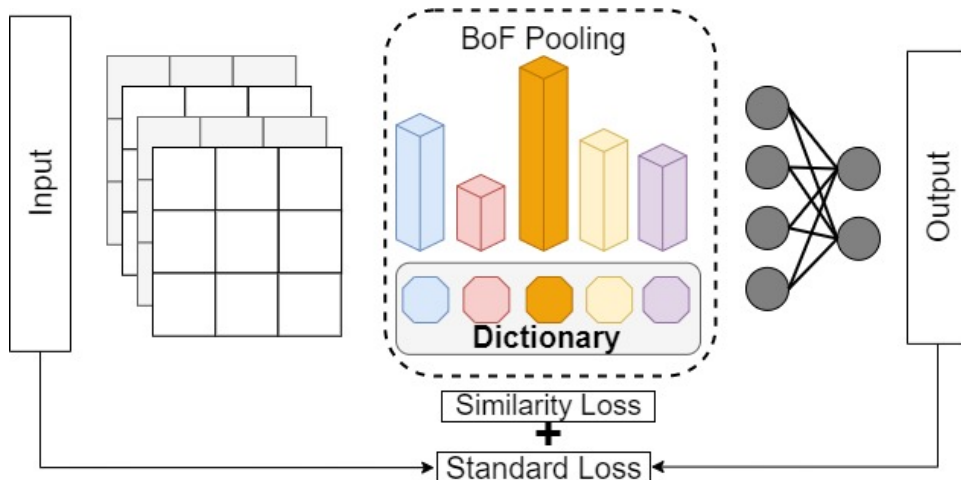 Input
BoF Pooling
Dictionary
Output
Similarity Loss
+
Standard Loss